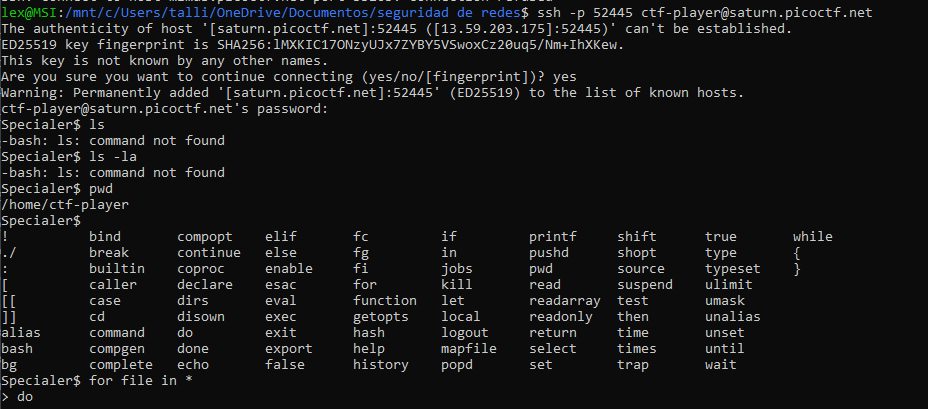 lex@MSI:/mnt/c/Users/talli/OneDrive/Documentos/seguridad de redes$ ssh -p 52445 ctf-player@saturn.picoctf.net
The authenticity of host '[saturn.picoctf.net]:52445 ([13.59.203.175]:52445)' can't be established.
ED25519 key fingerprint is SHA256:lMXKIC17ONzyUJx7ZYBY5VSwoxCz20uq5/Nm+IhXKew.
This key is not known by any other names.
Are you sure you want to continue connecting (yes/no/[fingerprint])? yes
Warning: Permanently added '[saturn.picoctf.net]:52445' (ED25519) to the list of known hosts.
ctf-player@saturn.picoctf.net's password:
Specialer$ ls
-bash: ls: command not found
Specialer$ ls -la
-bash: ls: command not found
Specialer$ pwd
/home/ctf-player
Specialer$
! bind compopt elif fc if printf shift true while
./ break continue else fg in pushd shopt type {
: builtin coproc enable fi jobs pwd source typeset }
[ caller declare esac for kill read suspend ulimit
[[ case dirs eval function let readarray test umask
]] cd disown exec getopts local readonly then unalias
alias command do exit hash logout return time unset
bash compgen done export help mapfile select times until
bg complete echo false history popd set trap wait
Specialer$ for file in *
> do